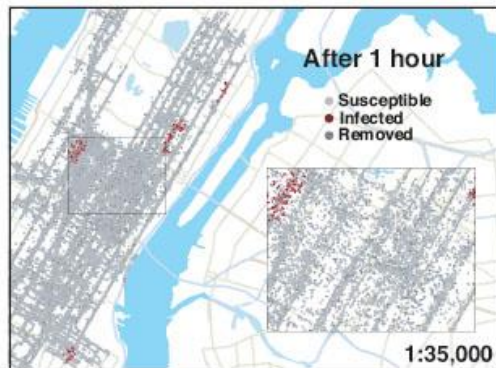 After 1 hour
Susceptible
Infected
Removed
1:35,000